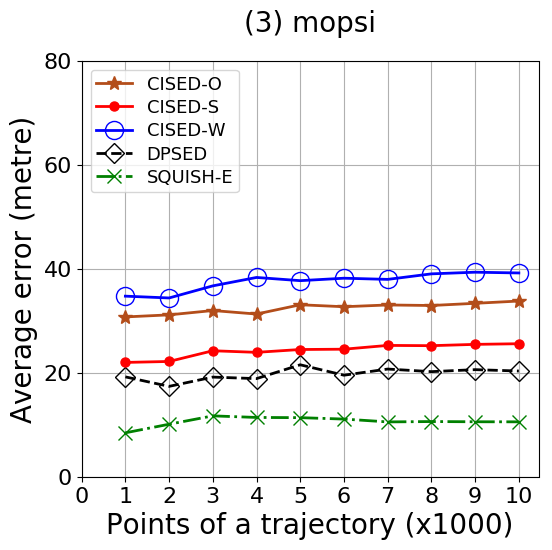 (3) mopsi
Average error (metre)
80
60
40
20
0
CISED-O
CISED-S
CISED-W
DPSED
SQUISH-E
0 1 2 3 4 5 6 7 8 9 10
Points of a trajectory (x1000)